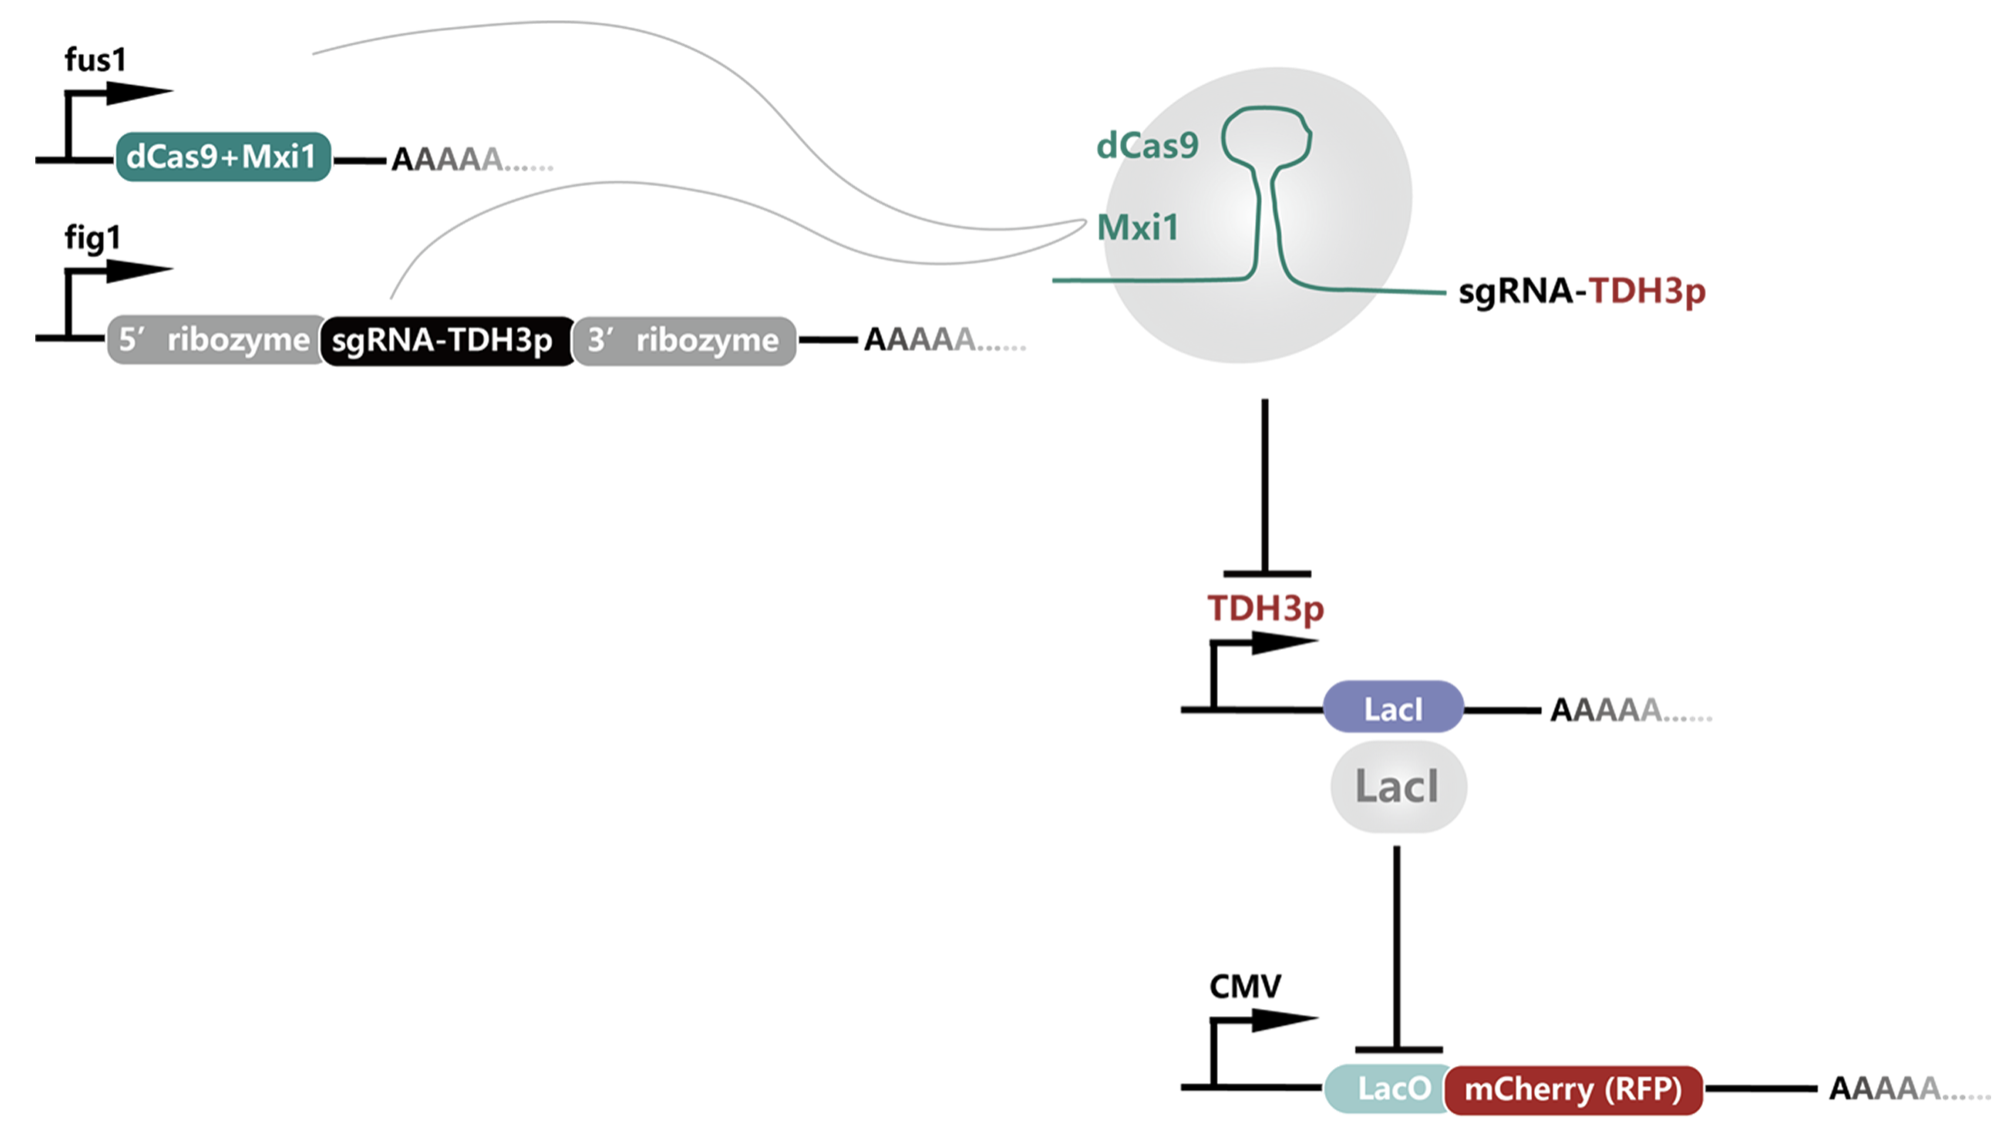 fus1
dCas9+Mxi1 AAAAA......
fig1
5′ ribozyme sgRNA-TDH3p 3′ ribozyme AAAAA......
dCas9
Mxi1
sgRNA-TDH3p
TDH3p
LacI AAAAA......
LacI
CMV
LacO mCherry (RFP) AAAAA......